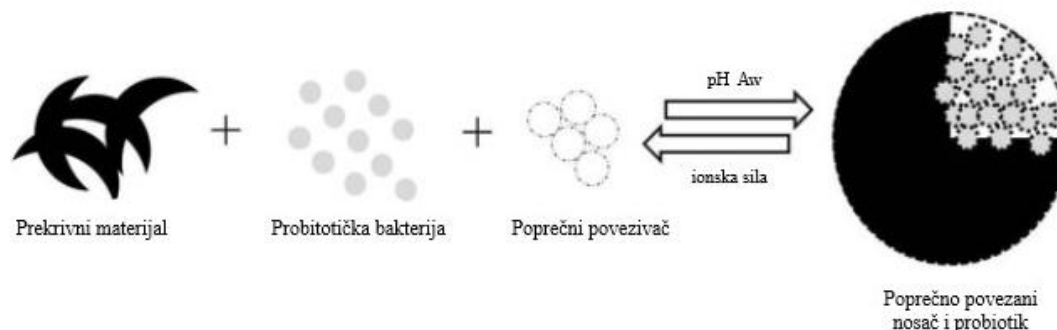 pH Aw
ionska sila
Prekrivni materijal
Probitotička bakterija
Poprečni povezivač
Poprečno povezani
nosač i probiotik